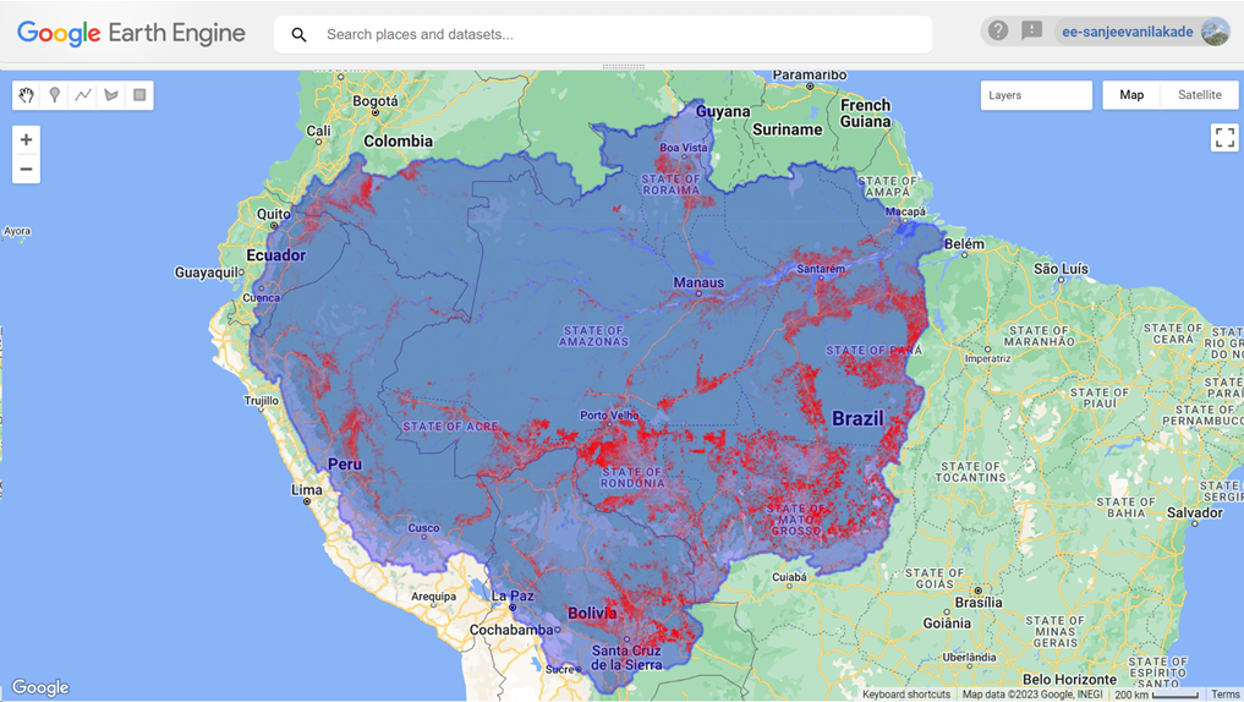 Google Earth Engine
Search places and datasets...
ee-sanjeevanilakade
Layers
Map
Satellite
Paramaribo
Bogotá
Guyana
French
Guiana
Suriname
Cali
Colombia
Boa Vista
STATE OF
RORAIMA
STATE OF
AMAPÁ
Macapá
Quito
Ayora
Ecuador
Belém
Guayaquil
Santarém
São Luís
Manaus
Cuenca
STATE OF
AMAZONAS
STATE OF
MARANHÃO
STATE OF
CEARÁ
STAT
RIO GR
DO NO
STATE OF PARÁ
Imperatriz
STATE
PARAÍ
STATE OF
PIAUÍ
Trujillo
STATE OF
PERNAMBUCO
Porto Velho
Brazil
STATE OF ACRE
Peru
STATE OF
RONDÔNIA
STATE OF
TOCANTINS
Lima
STATE
SERGIP
STATE OF
BAHIA
Salvador
STATE OF
MATO
GROSSO
Cusco
Cuiabá
STATE OF
GOIÁS
Arequipa
La Paz
Brasília
Bolivia
Goiânia
Cochabamba
STATE OF
MINAS
GERAIS
Santa Cruz
de la Sierra
Uberlândia
Sucre
STATE OF
ESPÍRITO
SANTO
Belo Horizonte
Google
Keyboard shortcuts
Map data ©2023 Google, INEGI
200 km
Terms